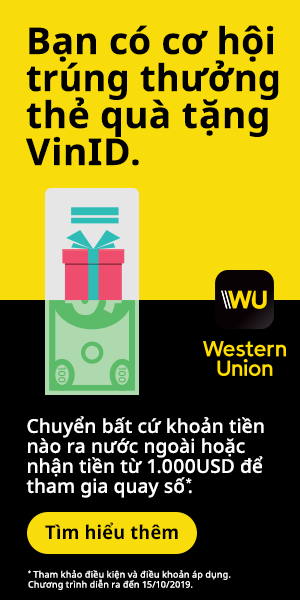 Bạn có cơ hội
trúng thưởng
thẻ quà tặng
VinID.
WU
Western
Union
100
100
Chuyển bất cứ khoản tiền
nào ra nước ngoài hoặc
nhận tiền từ 1.000USD để
tham gia quay số*.
Tìm hiểu thêm
* Tham khảo điều kiện và điều khoản áp dụng.
Chương trình diễn ra đến 15/10/2019.